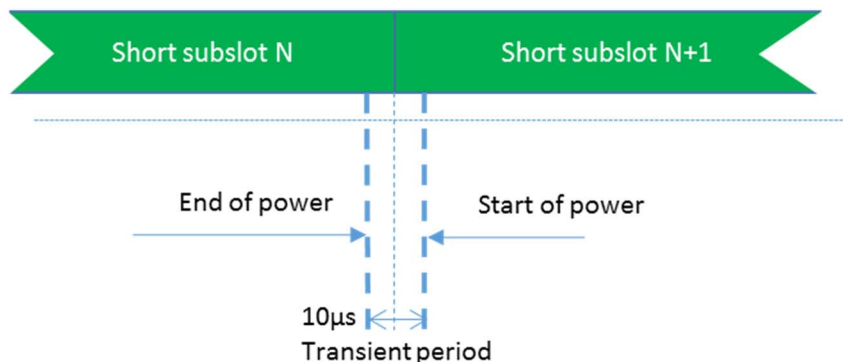 Short subslot N
Short subslot N+1
End of power
Start of power
10µs
Transient period